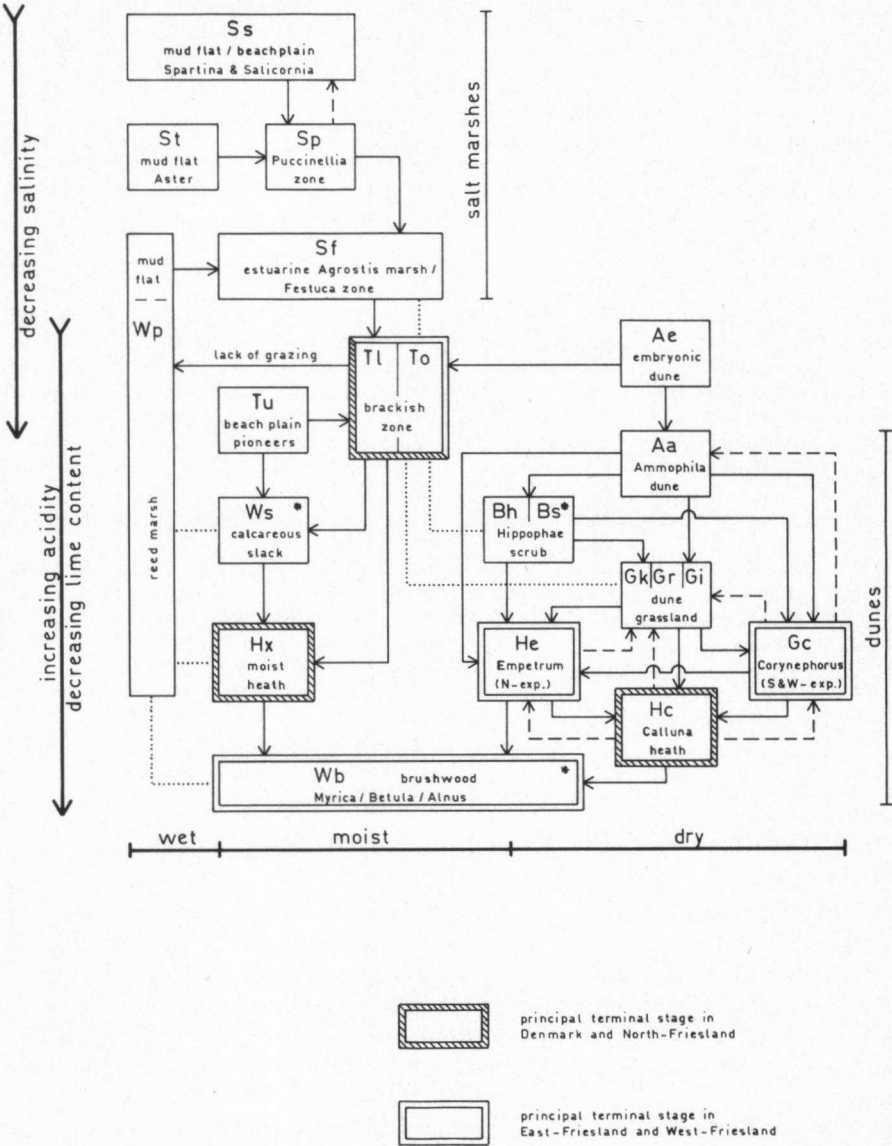 Ss
mud flat / beachplain
Spartina & Salicornia
St
mud flat
Aster
Sp
Puccinellia
zone
salt marshes
decreasing salinity
mud
flat
Wp
reed marsh
Sf
estuarine Agrostis marsh /
Festuca zone
lack of grazing
Tl To
brackish
zone
Ae
embryonic
dune
Tu
beach plain
pioneers
Aa
Ammophila
dune
Ws *
calcareous
slack
Bh Bs*
Hippophae
scrub
Gk Gr Gi
dune
grassland
increasing acidity
decreasing lime content
Hx
moist
heath
He
Empetrum
(N-exp.)
Gc
Corynephorus
(S&W-exp.)
Hc
Calluna
heath
dunes
Wb brushwood *
Myrica / Betula / Alnus
wet moist dry
principal terminal stage in
Denmark and North-Friesland
principal terminal stage in
East-Friesland and West-Friesland